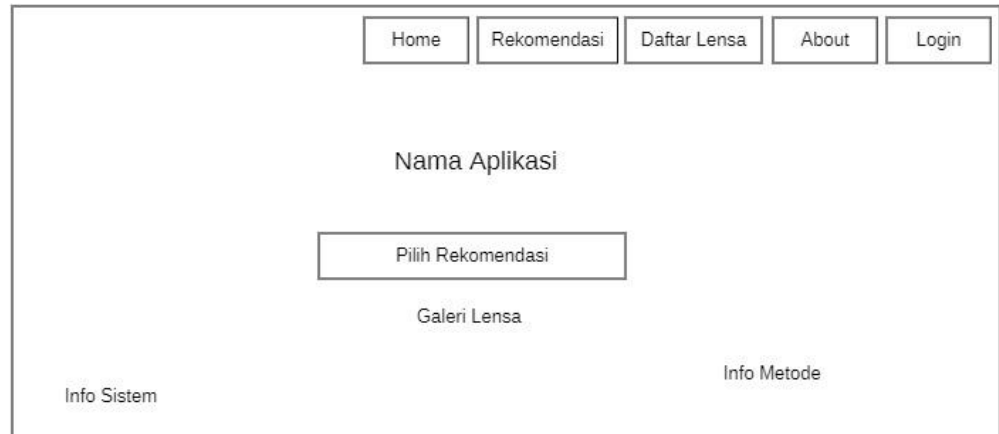 Home Rekomendasi Daftar Lensa About Login
Nama Aplikasi
Pilih Rekomendasi
Galeri Lensa
Info Metode
Info Sistem